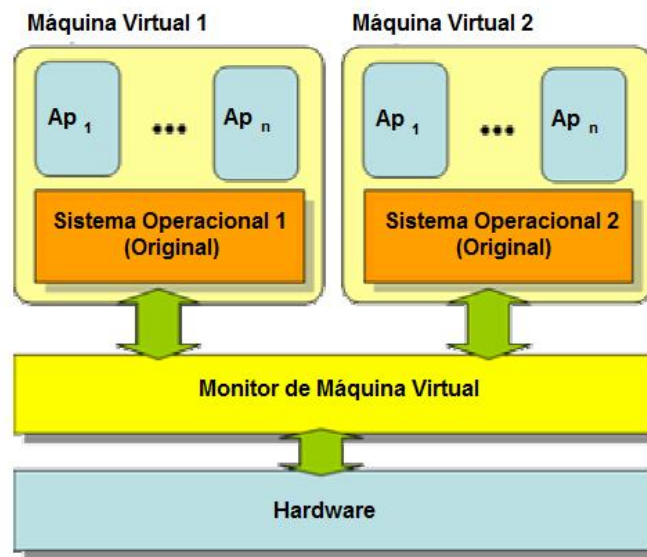 Máquina Virtual 1
Máquina Virtual 2
Ap 1
•••
Ap n
Ap 1
•••
Ap n
Sistema Operacional 1
(Original)
Sistema Operacional 2
(Original)
Monitor de Máquina Virtual
Hardware